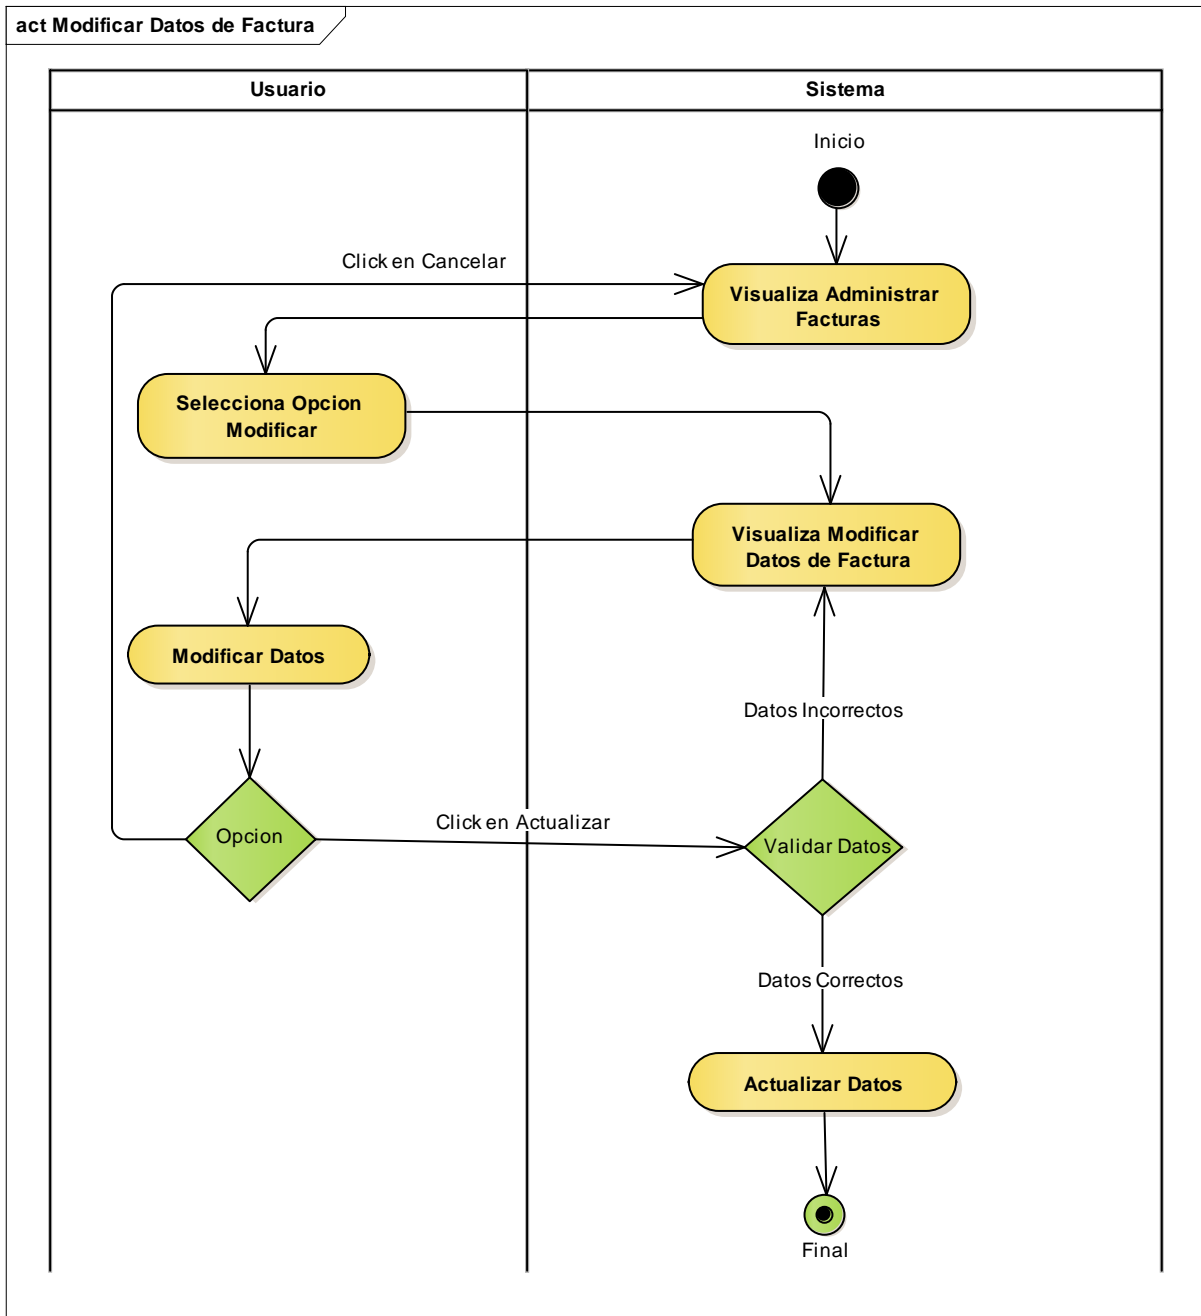 act Modificar Datos de Factura
Usuario
Sistema
Inicio
Click en Cancelar
Visualiza Administrar
Facturas
Selecciona Opcion
Modificar
Visualiza Modificar
Datos de Factura
Modificar Datos
Datos Incorrectos
Opcion
Click en Actualizar
Validar Datos
Datos Correctos
Actualizar Datos
Final